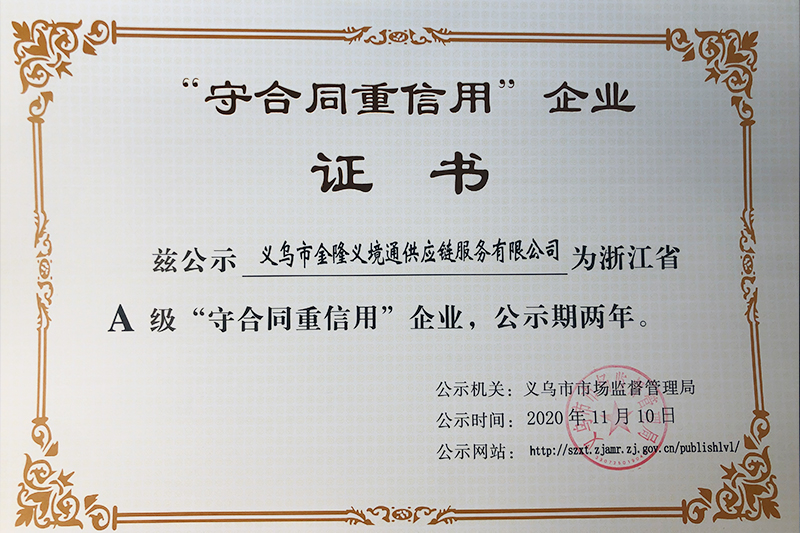 “守合同重信用”企业
证 书
兹公示 义乌市金隆义境通供应链服务有限公司 为浙江省
A 级“守合同重信用”企业，公示期两年。
公示机关：义乌市市场监督管理局
公示时间：2020 年 11 月 10 日
公示网站：http://szxt.zjamr.zj.gov.cn/publishlvl/